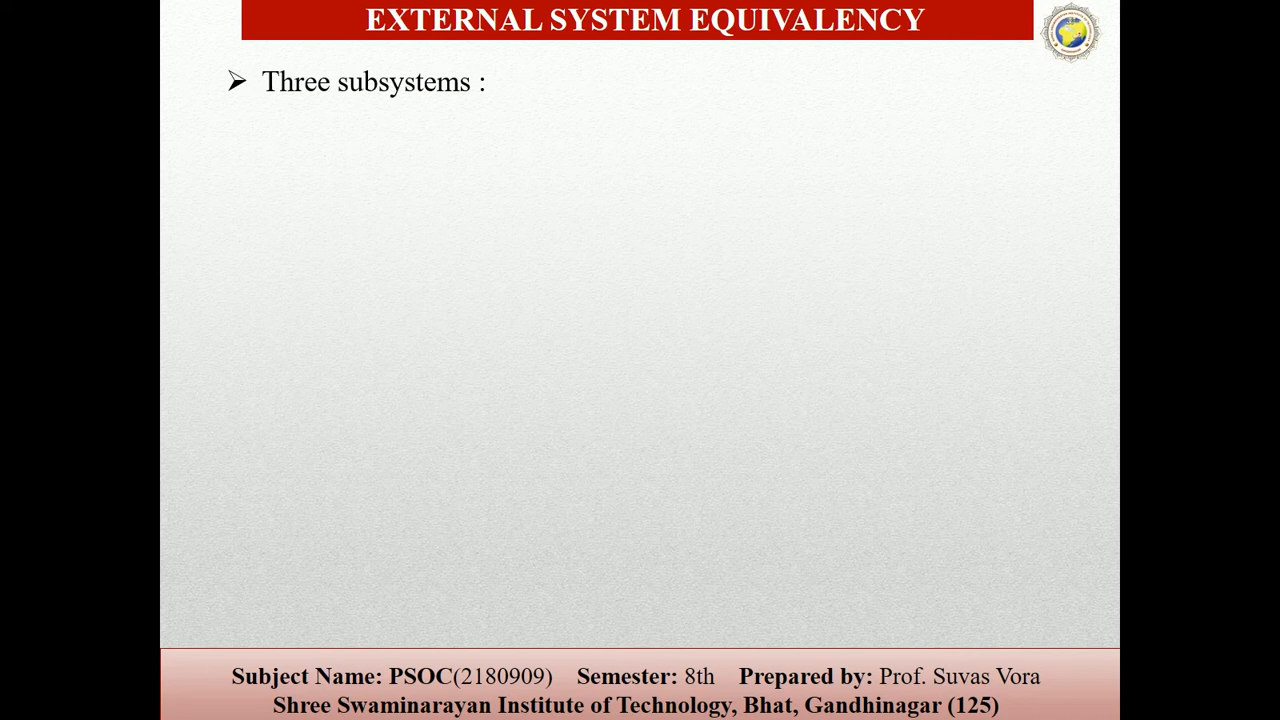 EXTERNAL SYSTEM EQUIVALENCY
➢ Three subsystems :
Subject Name: PSOC(2180909) Semester: 8th Prepared by: Prof. Suvas Vora
Shree Swaminarayan Institute of Technology, Bhat, Gandhinagar (125)